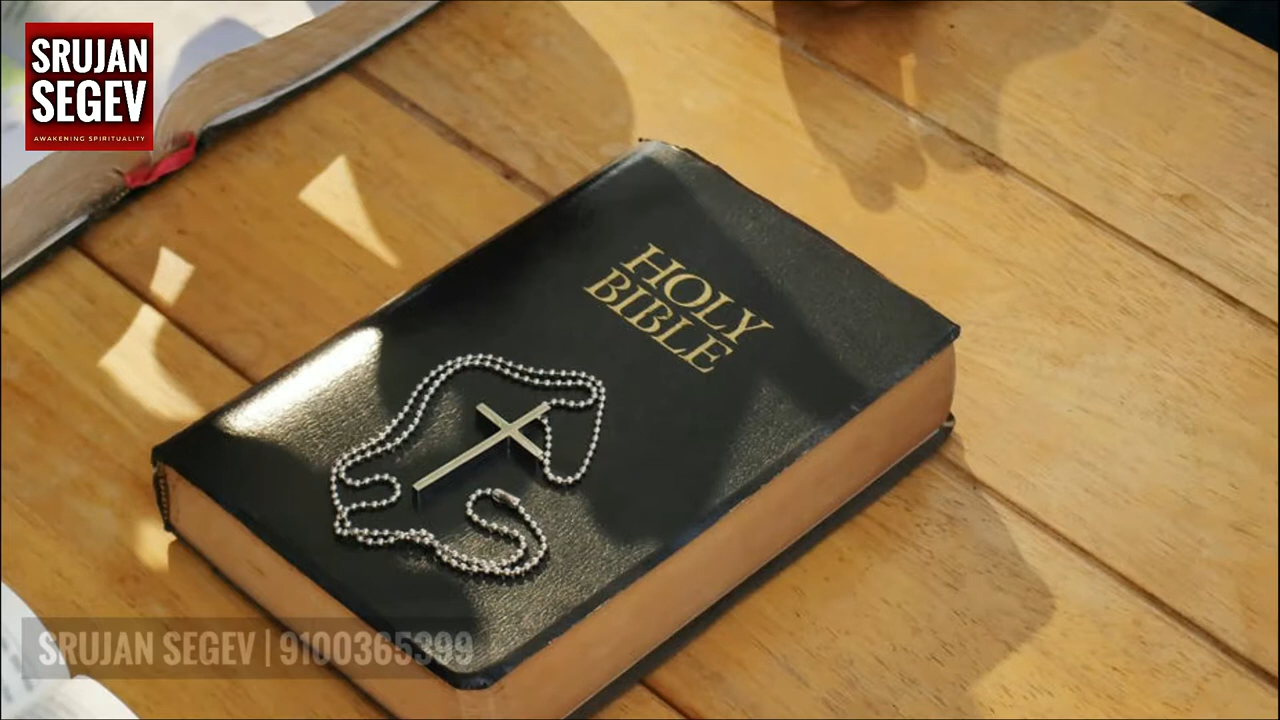 SRUJAN
SEGEV
AWAKENING SPIRITUALITY
HOLY
BIBLE
SRUJAN SEGEV | 9100365399